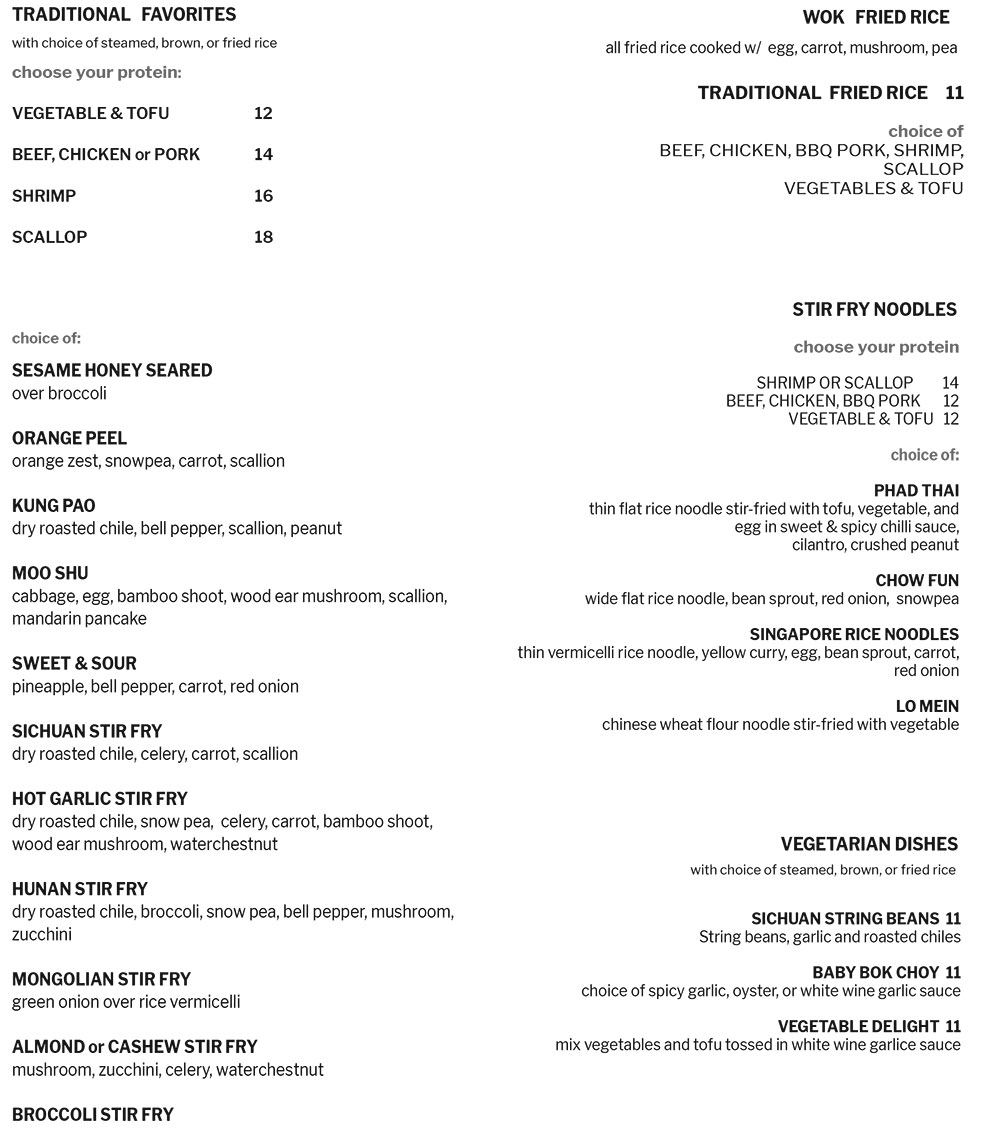 TRADITIONAL FAVORITES
with choice of steamed, brown, or fried rice
choose your protein:
VEGETABLE & TOFU 12
BEEF, CHICKEN or PORK 14
SHRIMP 16
SCALLOP 18
choice of:
SESAME HONEY SEARED
over broccoli
ORANGE PEEL
orange zest, snowpea, carrot, scallion
KUNG PAO
dry roasted chile, bell pepper, scallion, peanut
MOO SHU
cabbage, egg, bamboo shoot, wood ear mushroom, scallion,
mandarin pancake
SWEET & SOUR
pineapple, bell pepper, carrot, red onion
SICHUAN STIR FRY
dry roasted chile, celery, carrot, scallion
HOT GARLIC STIR FRY
dry roasted chile, snow pea, celery, carrot, bamboo shoot,
wood ear mushroom, waterchestnut
HUNAN STIR FRY
dry roasted chile, broccoli, snow pea, bell pepper, mushroom,
zucchini
MONGOLIAN STIR FRY
green onion over rice vermicelli
ALMOND or CASHEW STIR FRY
mushroom, zucchini, celery, waterchestnut
BROCCOLI STIR FRY
WOK FRIED RICE
all fried rice cooked w/ egg, carrot, mushroom, pea
TRADITIONAL FRIED RICE 11
choice of
BEEF, CHICKEN, BBQ PORK, SHRIMP,
SCALLOP
VEGETABLES & TOFU
STIR FRY NOODLES
choose your protein
SHRIMP OR SCALLOP 14
BEEF, CHICKEN, BBQ PORK 12
VEGETABLE & TOFU 12
choice of:
PHAD THAI
thin flat rice noodle stir-fried with tofu, vegetable, and
egg in sweet & spicy chilli sauce,
cilantro, crushed peanut
CHOW FUN
wide flat rice noodle, bean sprout, red onion, snowpea
SINGAPORE RICE NOODLES
thin vermicelli rice noodle, yellow curry, egg, bean sprout, carrot,
red onion
LO MEIN
chinese wheat flour noodle stir-fried with vegetable
VEGETARIAN DISHES
with choice of steamed, brown, or fried rice
SICHUAN STRING BEANS 11
String beans, garlic and roasted chiles
BABY BOK CHOY 11
choice of spicy garlic, oyster, or white wine garlic sauce
VEGETABLE DELIGHT 11
mix vegetables and tofu tossed in white wine garlice sauce